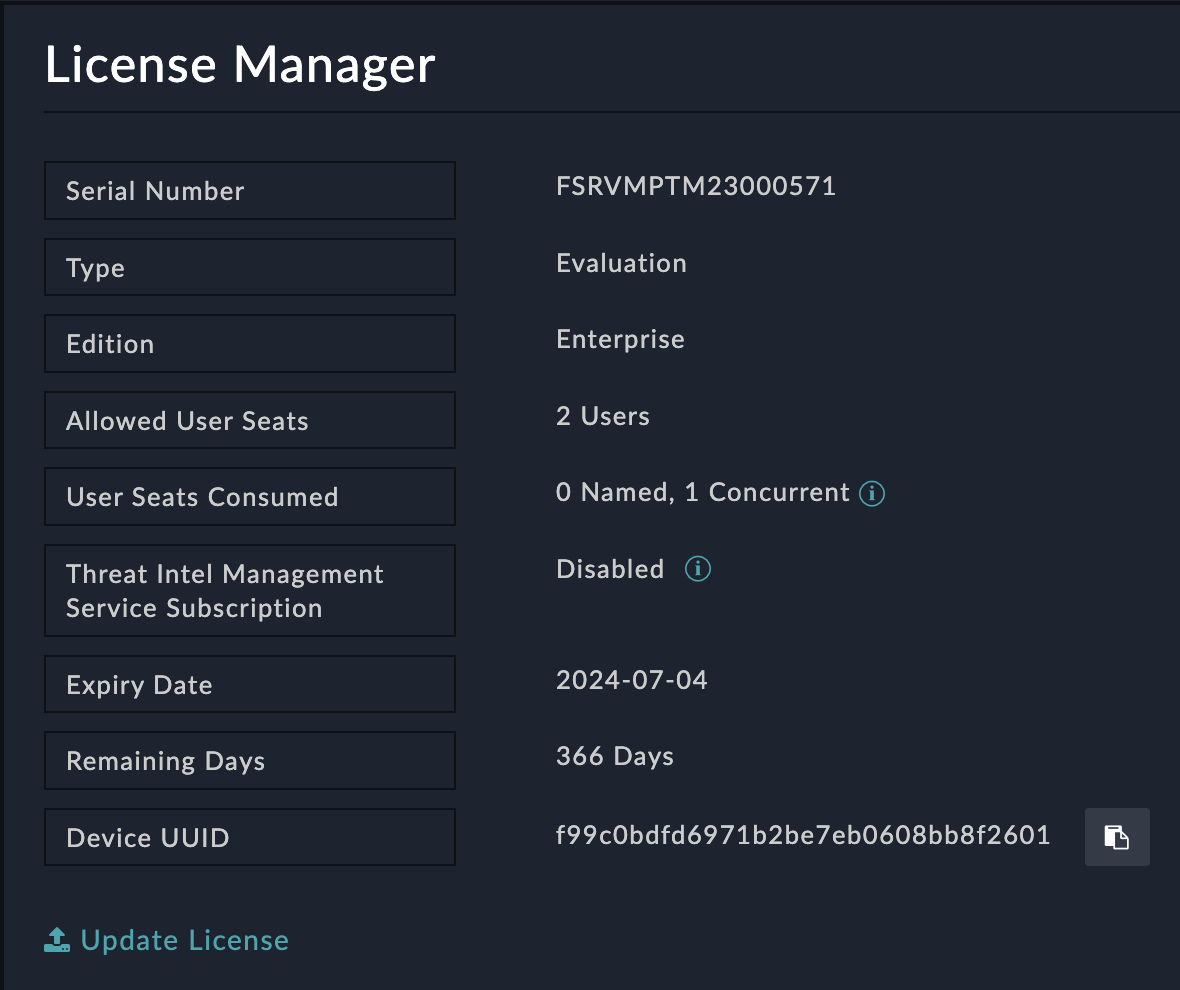 License Manager
Serial Number FSRVMPTM23000571
Type Evaluation
Edition Enterprise
Allowed User Seats 2 Users
User Seats Consumed 0 Named, 1 Concurrent
Threat Intel Management Disabled
Service Subscription
Expiry Date 2024-07-04
Remaining Days 366 Days
Device UUID f99c0bdfd6971b2be7eb0608bb8f2601
Update License